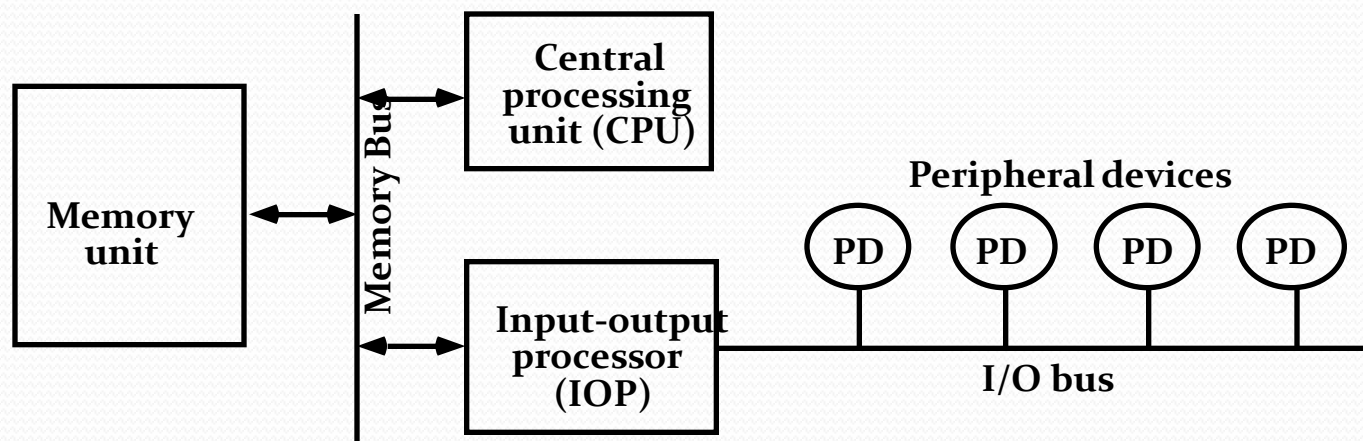 Memory
unit
Memory Bus
Central
processing
unit (CPU)
Input-output
processor
(IOP)
Peripheral devices
PD PD PD PD
I/O bus